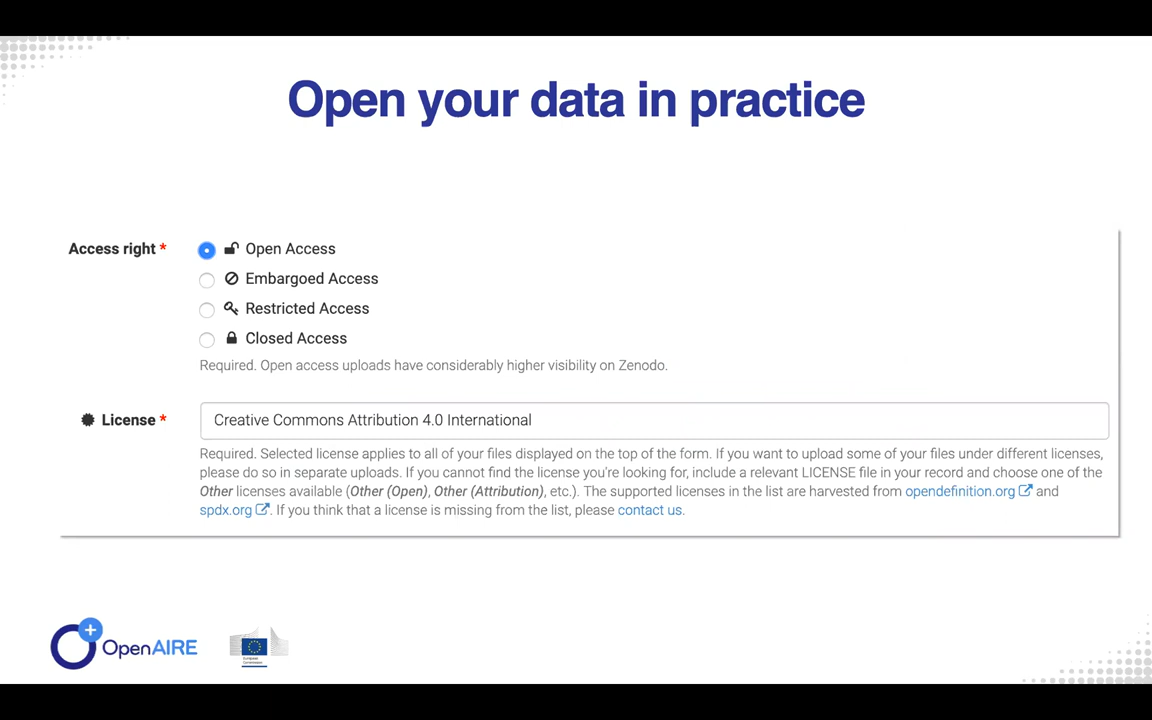 Open your data in practice
Access right *
Open Access
Embargoed Access
Restricted Access
Closed Access
Required. Open access uploads have considerably higher visibility on Zenodo.
License *
Creative Commons Attribution 4.0 International
Required. Selected license applies to all of your files displayed on the top of the form. If you want to upload some of your files under different licenses,
please do so in separate uploads. If you cannot find the license you're looking for, include a relevant LICENSE file in your record and choose one of the
Other licenses available (Other (Open), Other (Attribution), etc.). The supported licenses in the list are harvested from opendefinition.org and
spdx.org. If you think that a license is missing from the list, please contact us.
OpenAIRE
European
Commission